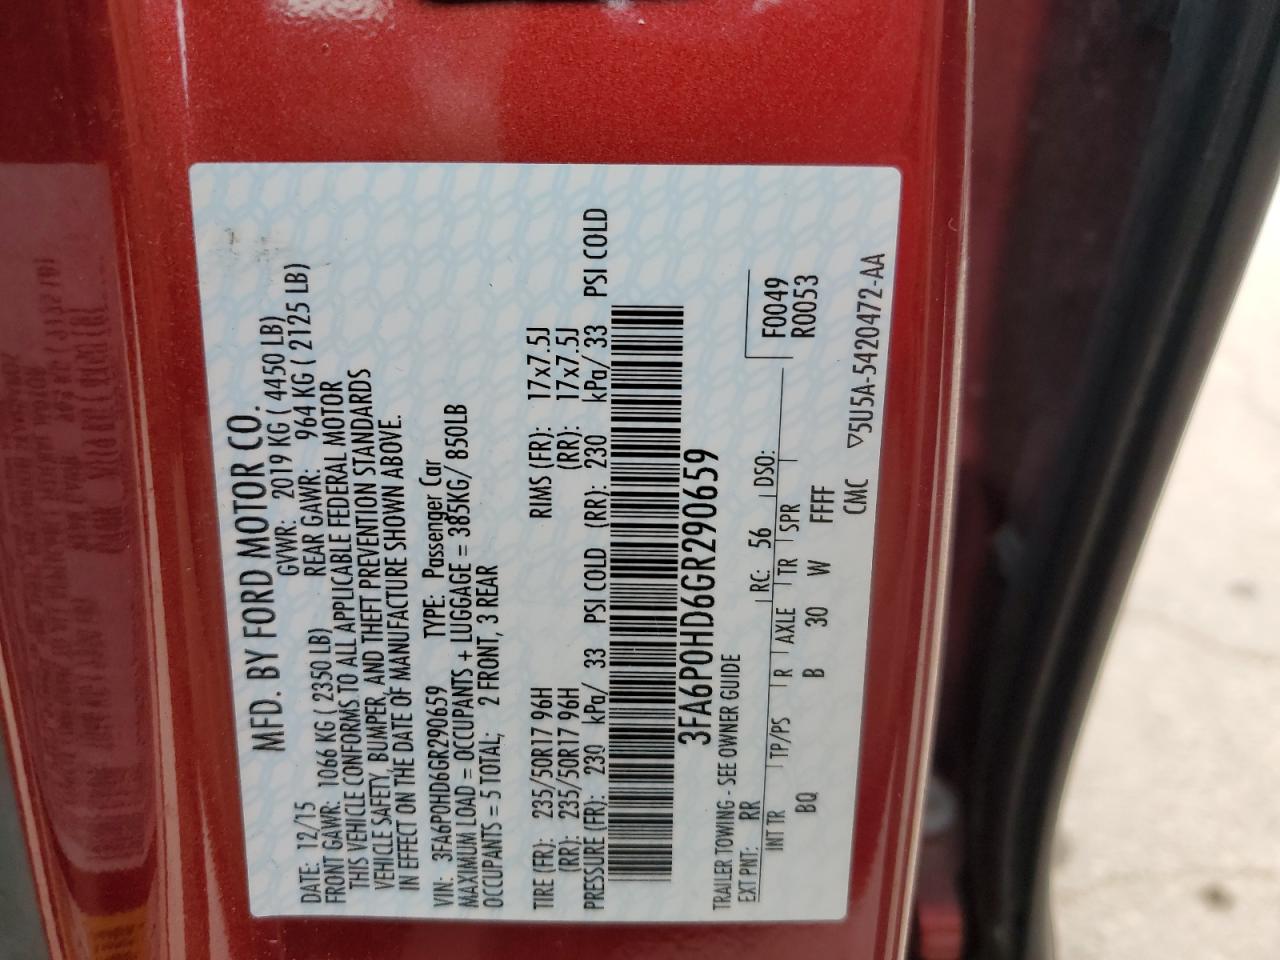 MFD. BY FORD MOTOR CO.
DATE: 12/15 GVWR: 2019 KG ( 4450 LB)
FRONT GAWR: 1066 KG ( 2350 LB) REAR GAWR: 964 KG ( 2125 LB)
THIS VEHICLE CONFORMS TO ALL APPLICABLE FEDERAL MOTOR
VEHICLE SAFETY, BUMPER, AND THEFT PREVENTION STANDARDS
IN EFFECT ON THE DATE OF MANUFACTURE SHOWN ABOVE.
VIN: 3FA6P0HD6GR290659 TYPE: Passenger Car
MAXIMUM LOAD = OCCUPANTS + LUGGAGE = 385KG/ 850LB
OCCUPANTS = 5 TOTAL; 2 FRONT, 3 REAR
TIRE (FR): 235/50R17 96H RIMS (FR): 17x7.5J
(RR): 235/50R17 96H (RR): 17x7.5J
PRESSURE (FR): 230 kPa/ 33 PSI COLD (RR): 230 kPa/ 33 PSI COLD
3FA6P0HD6GR290659
TRAILER TOWING - SEE OWNER GUIDE
EXT PNT: RR RC: 56 DSO:
F0049
R0053
INT TR TP/PS R AXLE TR SPR
BQ B 30 W FFFF
CMC ▽5U5A-5420472-AA